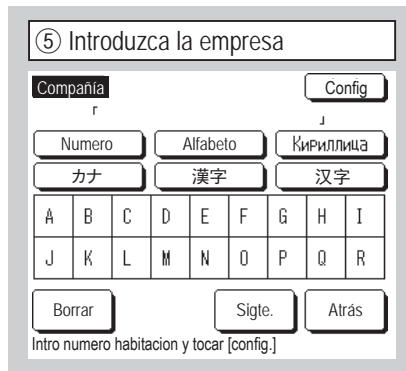 ⑤ Introduzca la empresa
Compañía Config
「 」
Numero Alfabeto Кириллица
カナ 漢字 汉字
A B C D E F G H I
J K L M N O P Q R
Borrar Sigte. Atrás
Intro numero habitacion y tocar [config.]